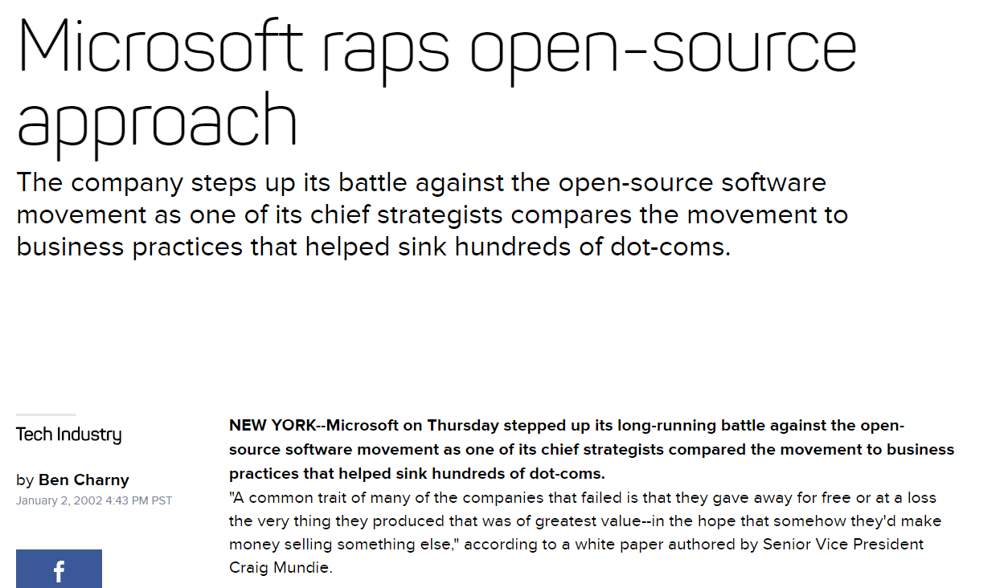 Microsoft raps open-source
approach
The company steps up its battle against the open-source software
movement as one of its chief strategists compares the movement to
business practices that helped sink hundreds of dot-coms.
Tech Industry
by Ben Charny
January 2, 2002 4:43 PM PST
f
NEW YORK--Microsoft on Thursday stepped up its long-running battle against the open-
source software movement as one of its chief strategists compared the movement to business
practices that helped sink hundreds of dot-coms.
"A common trait of many of the companies that failed is that they gave away for free or at a loss
the very thing they produced that was of greatest value--in the hope that somehow they'd make
money selling something else," according to a white paper authored by Senior Vice President
Craig Mundie.